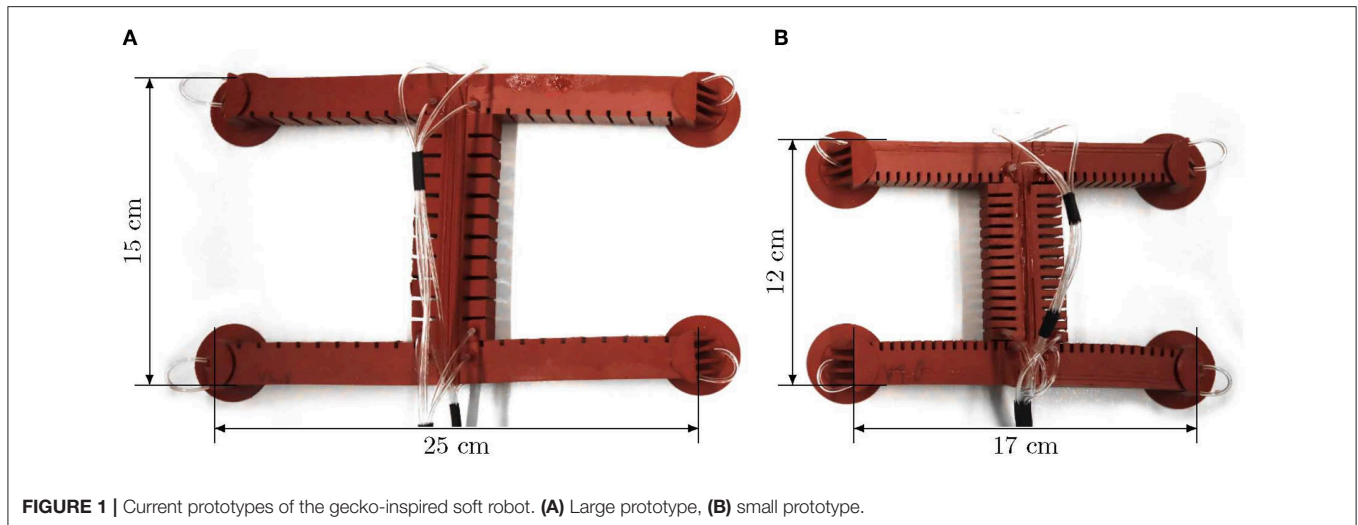 A
B
15 cm
12 cm
25 cm
17 cm
FIGURE 1 | Current prototypes of the gecko-inspired soft robot. (A) Large prototype, (B) small prototype.